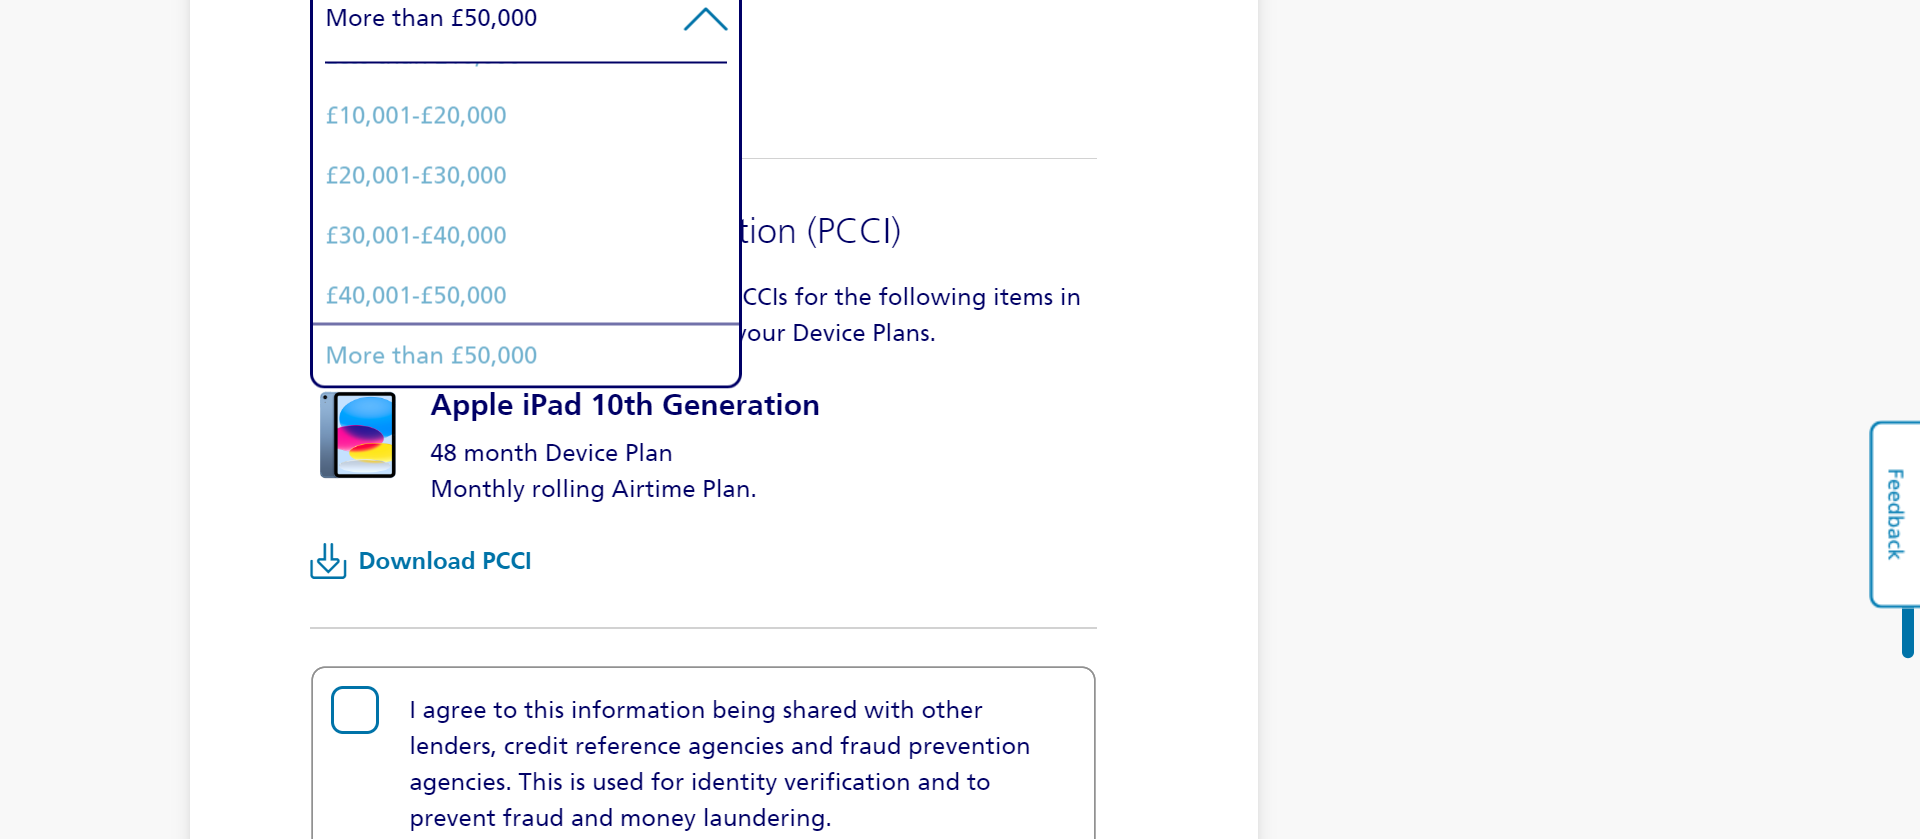 More than £50,000
£10,001-£20,000
£20,001-£30,000
£30,001-£40,000
£40,001-£50,000
More than £50,000
tion (PCCI)
CCIs for the following items in
your Device Plans.
Apple iPad 10th Generation
48 month Device Plan
Monthly rolling Airtime Plan.
Download PCCI
I agree to this information being shared with other
lenders, credit reference agencies and fraud prevention
agencies. This is used for identity verification and to
prevent fraud and money laundering.
Feedback